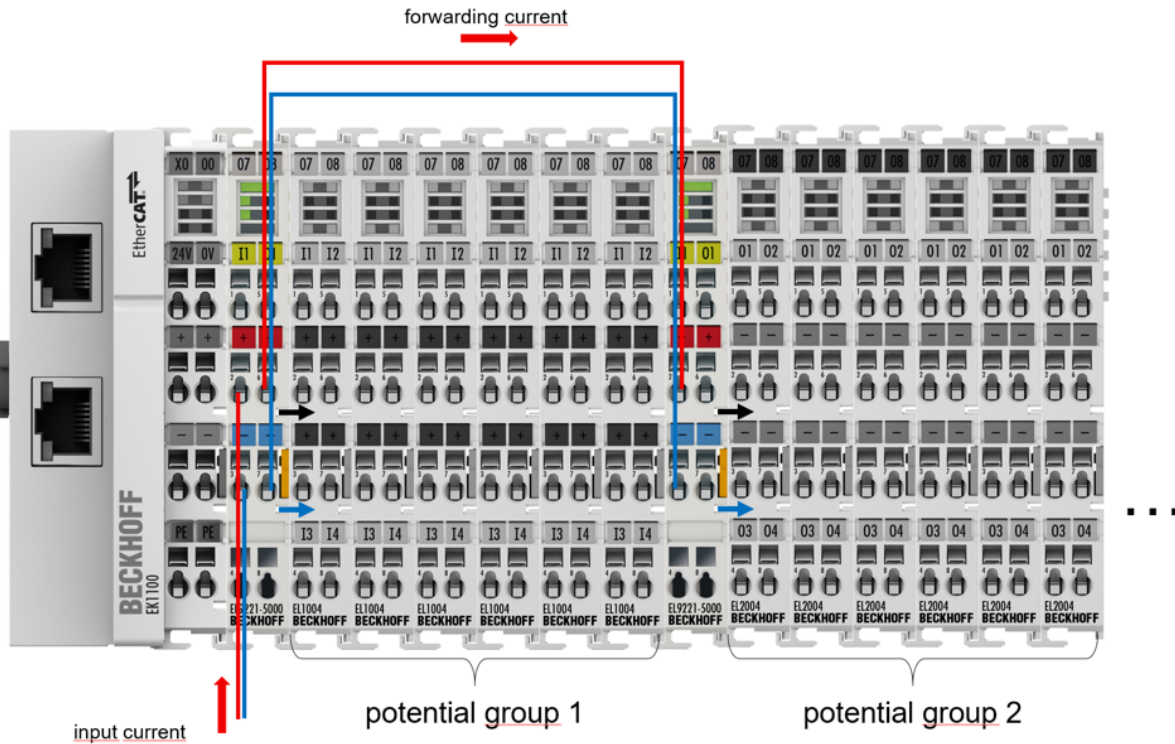 forwarding current
EtherCAT
X0 00 07 07 08 07 08 07 08 07 08 07 08 07 08 07 08 07 08 07 08 07 08 07 08 07 08 07 08
24V 0V I1 I1 I2 I1 I2 I1 I2 I1 I2 I1 I2 I1 I2 O1 O1 O2 O1 O2 O1 O2 O1 O2 O1 O2 O1 O2
+ + + + + + + + + + + + + + + + + − − − − − − − − − − − −
− − − − + + + + + + + + + + + + − − − − − − − − − − − − − −
PE PE I3 I4 I3 I4 I3 I4 I3 I4 I3 I4 I3 I4 O3 O4 O3 O4 O3 O4 O3 O4 O3 O4 O3 O4
...
BECKHOFF
EK1100
EL9221-5000 EL1004 EL1004 EL1004 EL1004 EL1004 EL1004 EL9221-5000 EL2004 EL2004 EL2004 EL2004 EL2004 EL2004
BECKHOFF BECKHOFF BECKHOFF BECKHOFF BECKHOFF BECKHOFF BECKHOFF BECKHOFF BECKHOFF BECKHOFF BECKHOFF BECKHOFF BECKHOFF BECKHOFF
potential group 1 potential group 2
input current